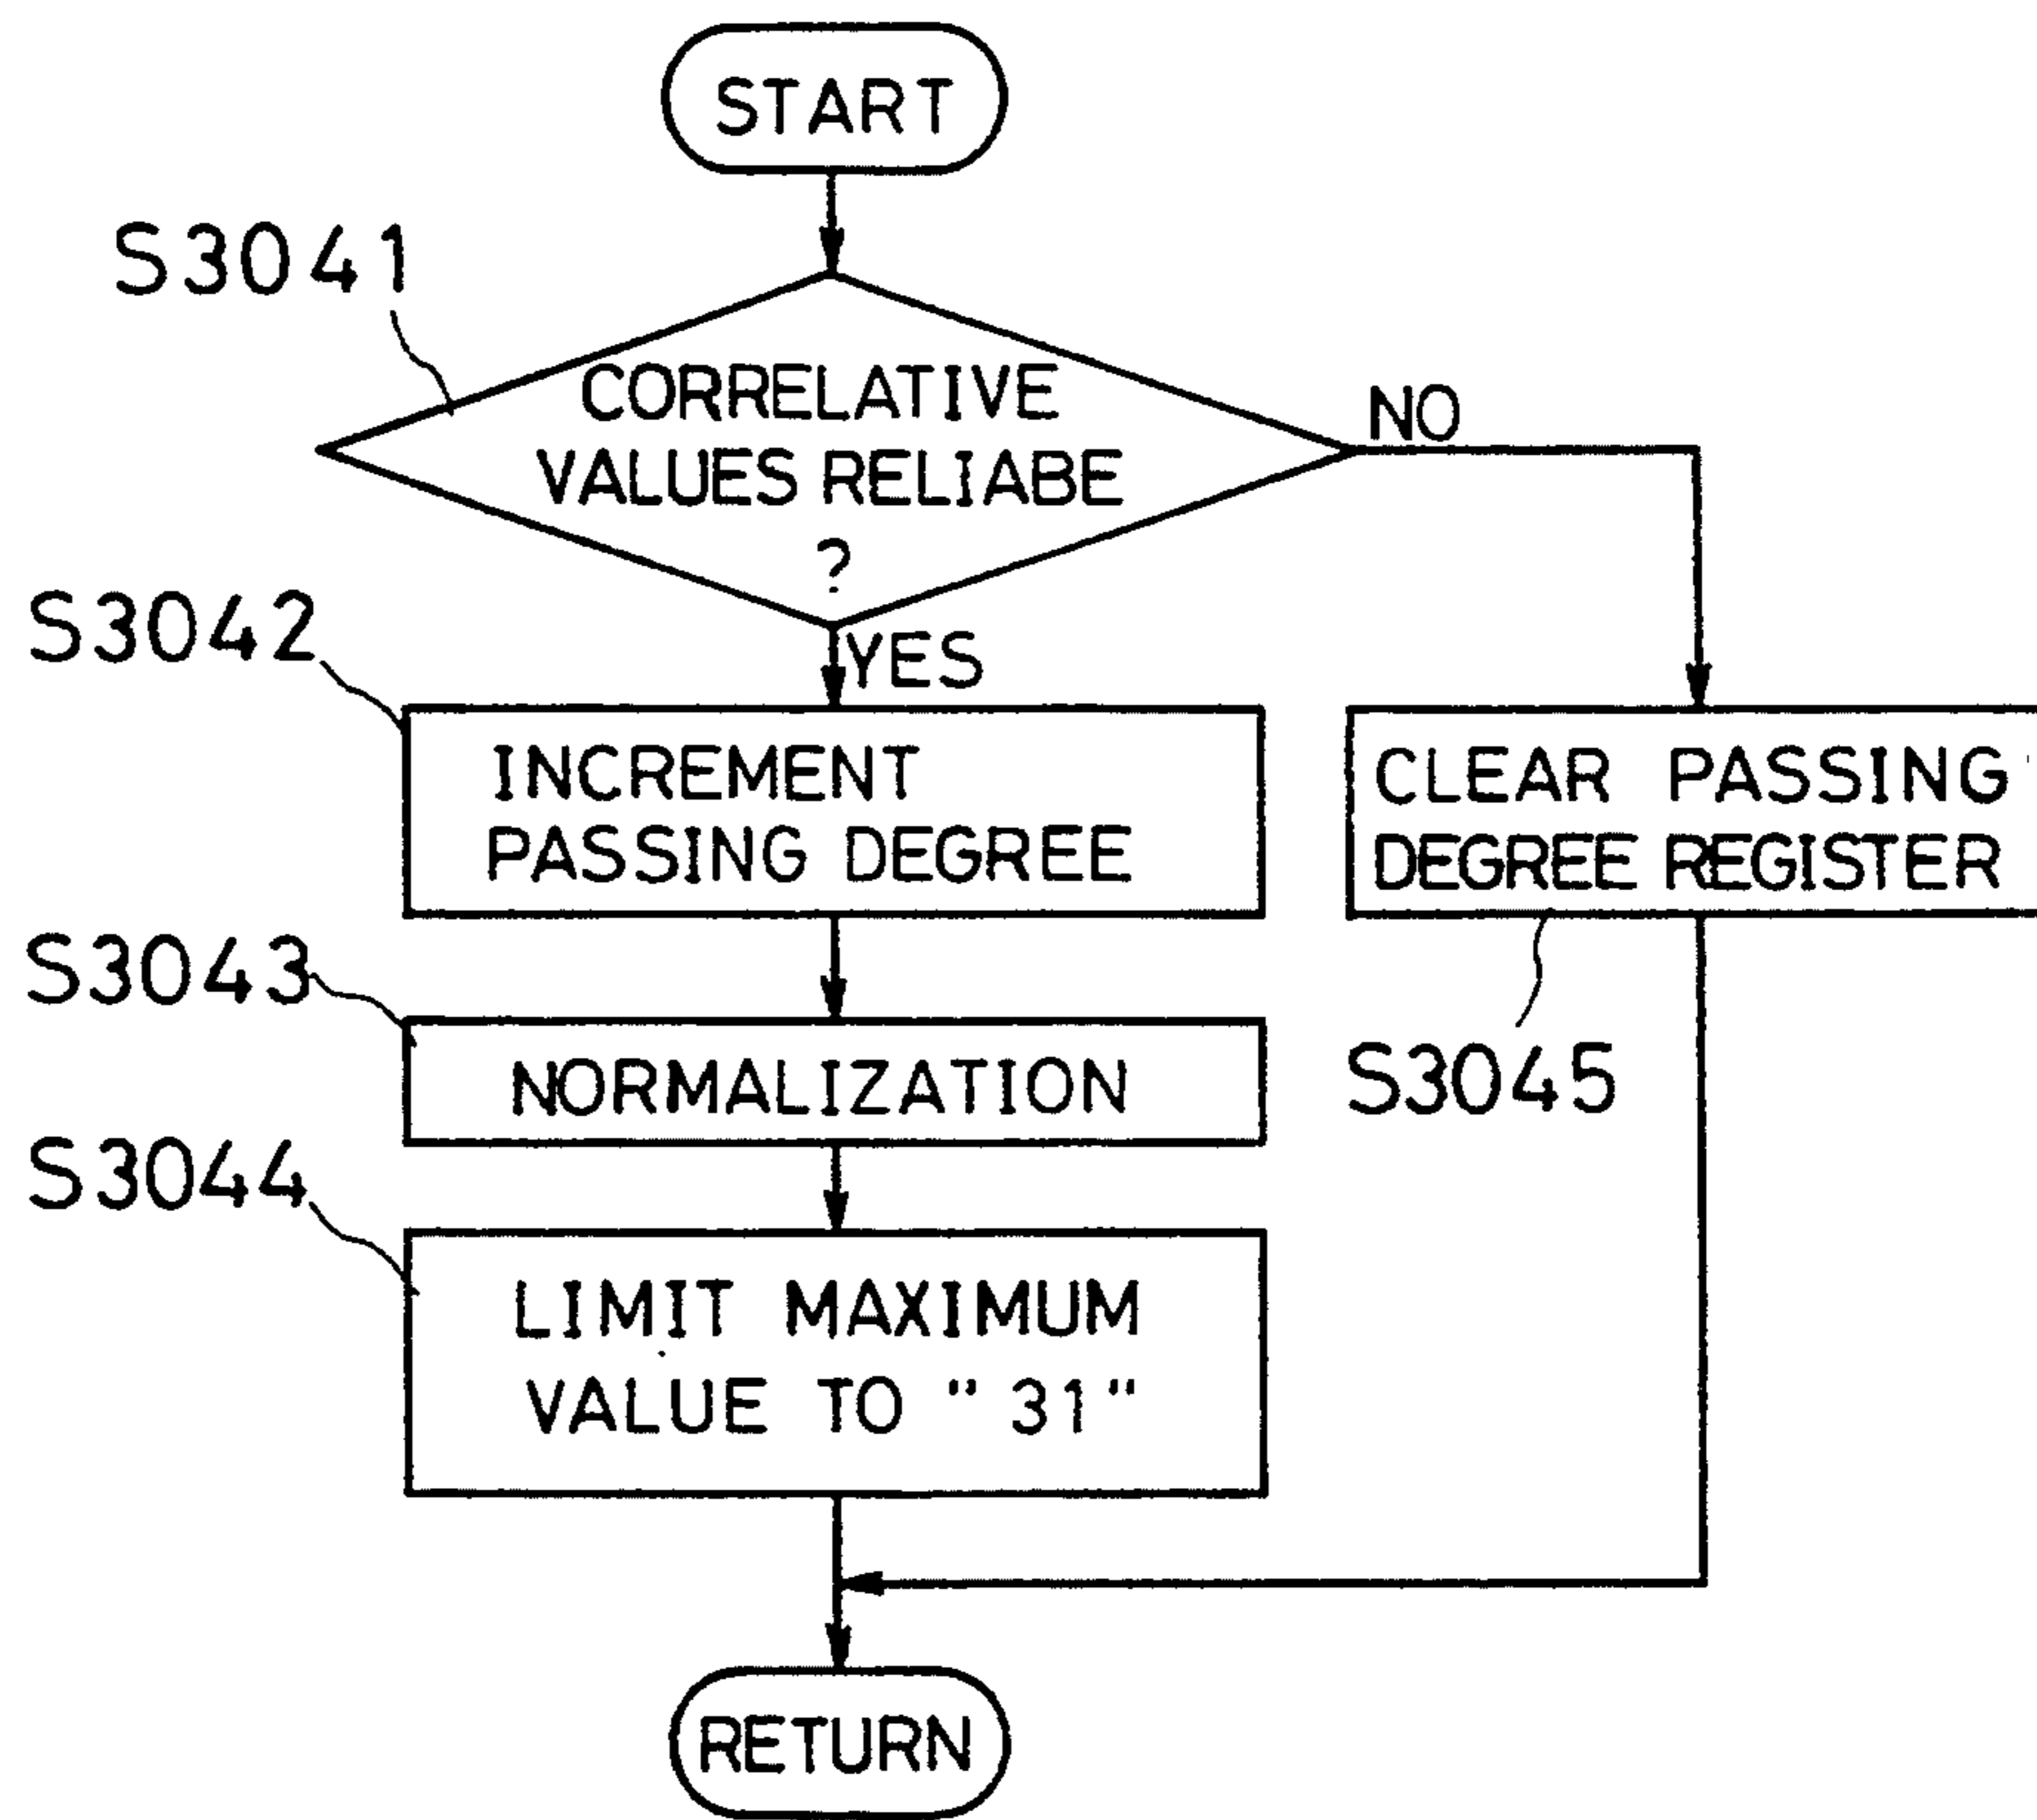 START
S3041
CORRELATIVE
VALUES RELIABE
?
NO
YES
S3042
INCREMENT
PASSING DEGREE
CLEAR PASSING
DEGREE REGISTER
S3043
NORMALIZATION
S3045
S3044
LIMIT MAXIMUM
VALUE TO "31"
RETURN